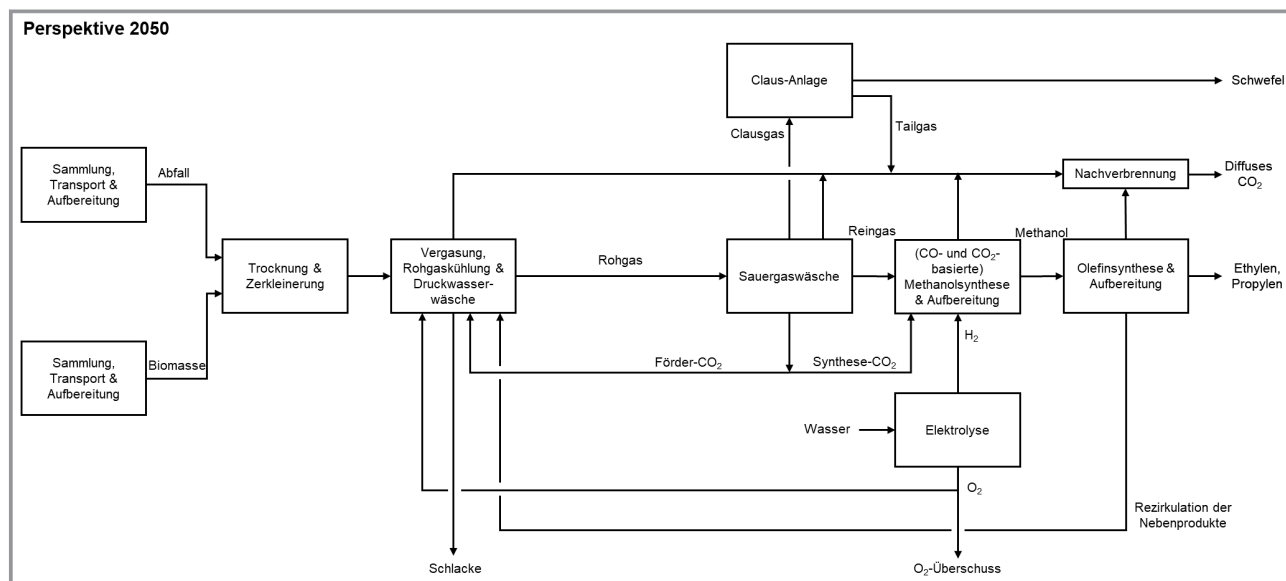 Perspektive 2050
Claus-Anlage
Schwefel
Clausgas
Tailgas
Sammlung,
Transport &
Aufbereitung
Abfall
Nachverbrennung
Diffuses
CO₂
Trocknung &
Zerkleinerung
Vergasung,
Rohgaskühlung &
Druckwasser-
wäsche
Rohgas
Sauergaswäsche
Reingas
(CO- und CO₂-
basierte)
Methanolsynthese
& Aufbereitung
Methanol
Olefinsynthese &
Aufbereitung
Ethylen,
Propylen
Sammlung,
Transport &
Aufbereitung
Biomasse
Förder-CO₂
Synthese-CO₂
H₂
Wasser
Elektrolyse
O₂
Rezirkulation der
Nebenprodukte
Schlacke
O₂-Überschuss